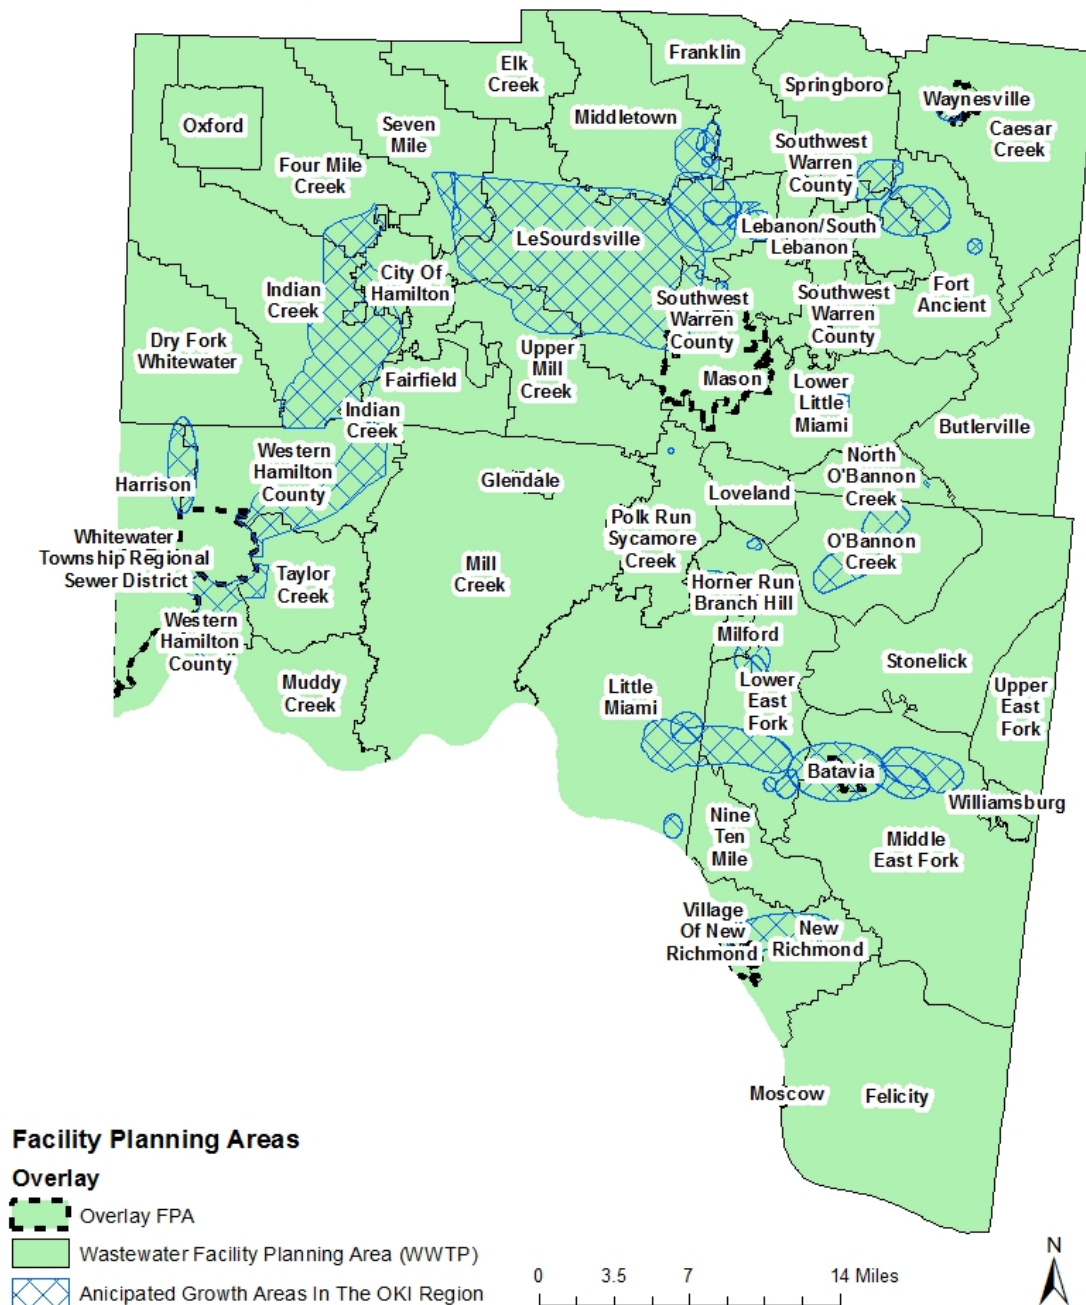 Franklin
Elk
Creek
Springboro
Waynesville
Oxford
Seven
Mile
Middletown
Caesar
Creek
Four Mile
Creek
Southwest
Warren
County
LeSourdsville
Lebanon/South
Lebanon
Indian
Creek
City Of
Hamilton
Southwest
Warren
County
Southwest
Warren
County
Fort
Ancient
Dry Fork
Whitewater
Upper
Mill
Creek
Fairfield
Mason
Lower
Little
Miami
Indian
Creek
Butlerville
Western
Hamilton
County
Harrison
Glendale
Loveland
North
O'Bannon
Creek
Whitewater
Township Regional
Sewer District
Polk Run
Sycamore
Creek
O'Bannon
Creek
Taylor
Creek
Mill
Creek
Horner Run
Branch Hill
Western
Hamilton
County
Milford
Stonelick
Muddy
Creek
Little
Miami
Lower
East
Fork
Upper
East
Fork
Batavia
Williamsburg
Nine
Ten
Mile
Middle
East Fork
Village
Of New
Richmond
New
Richmond
Moscow
Felicity
Facility Planning Areas
Overlay
Overlay FPA
Wastewater Facility Planning Area (WWTP)
Anicipated Growth Areas In The OKI Region
0 3.5 7 14 Miles
N